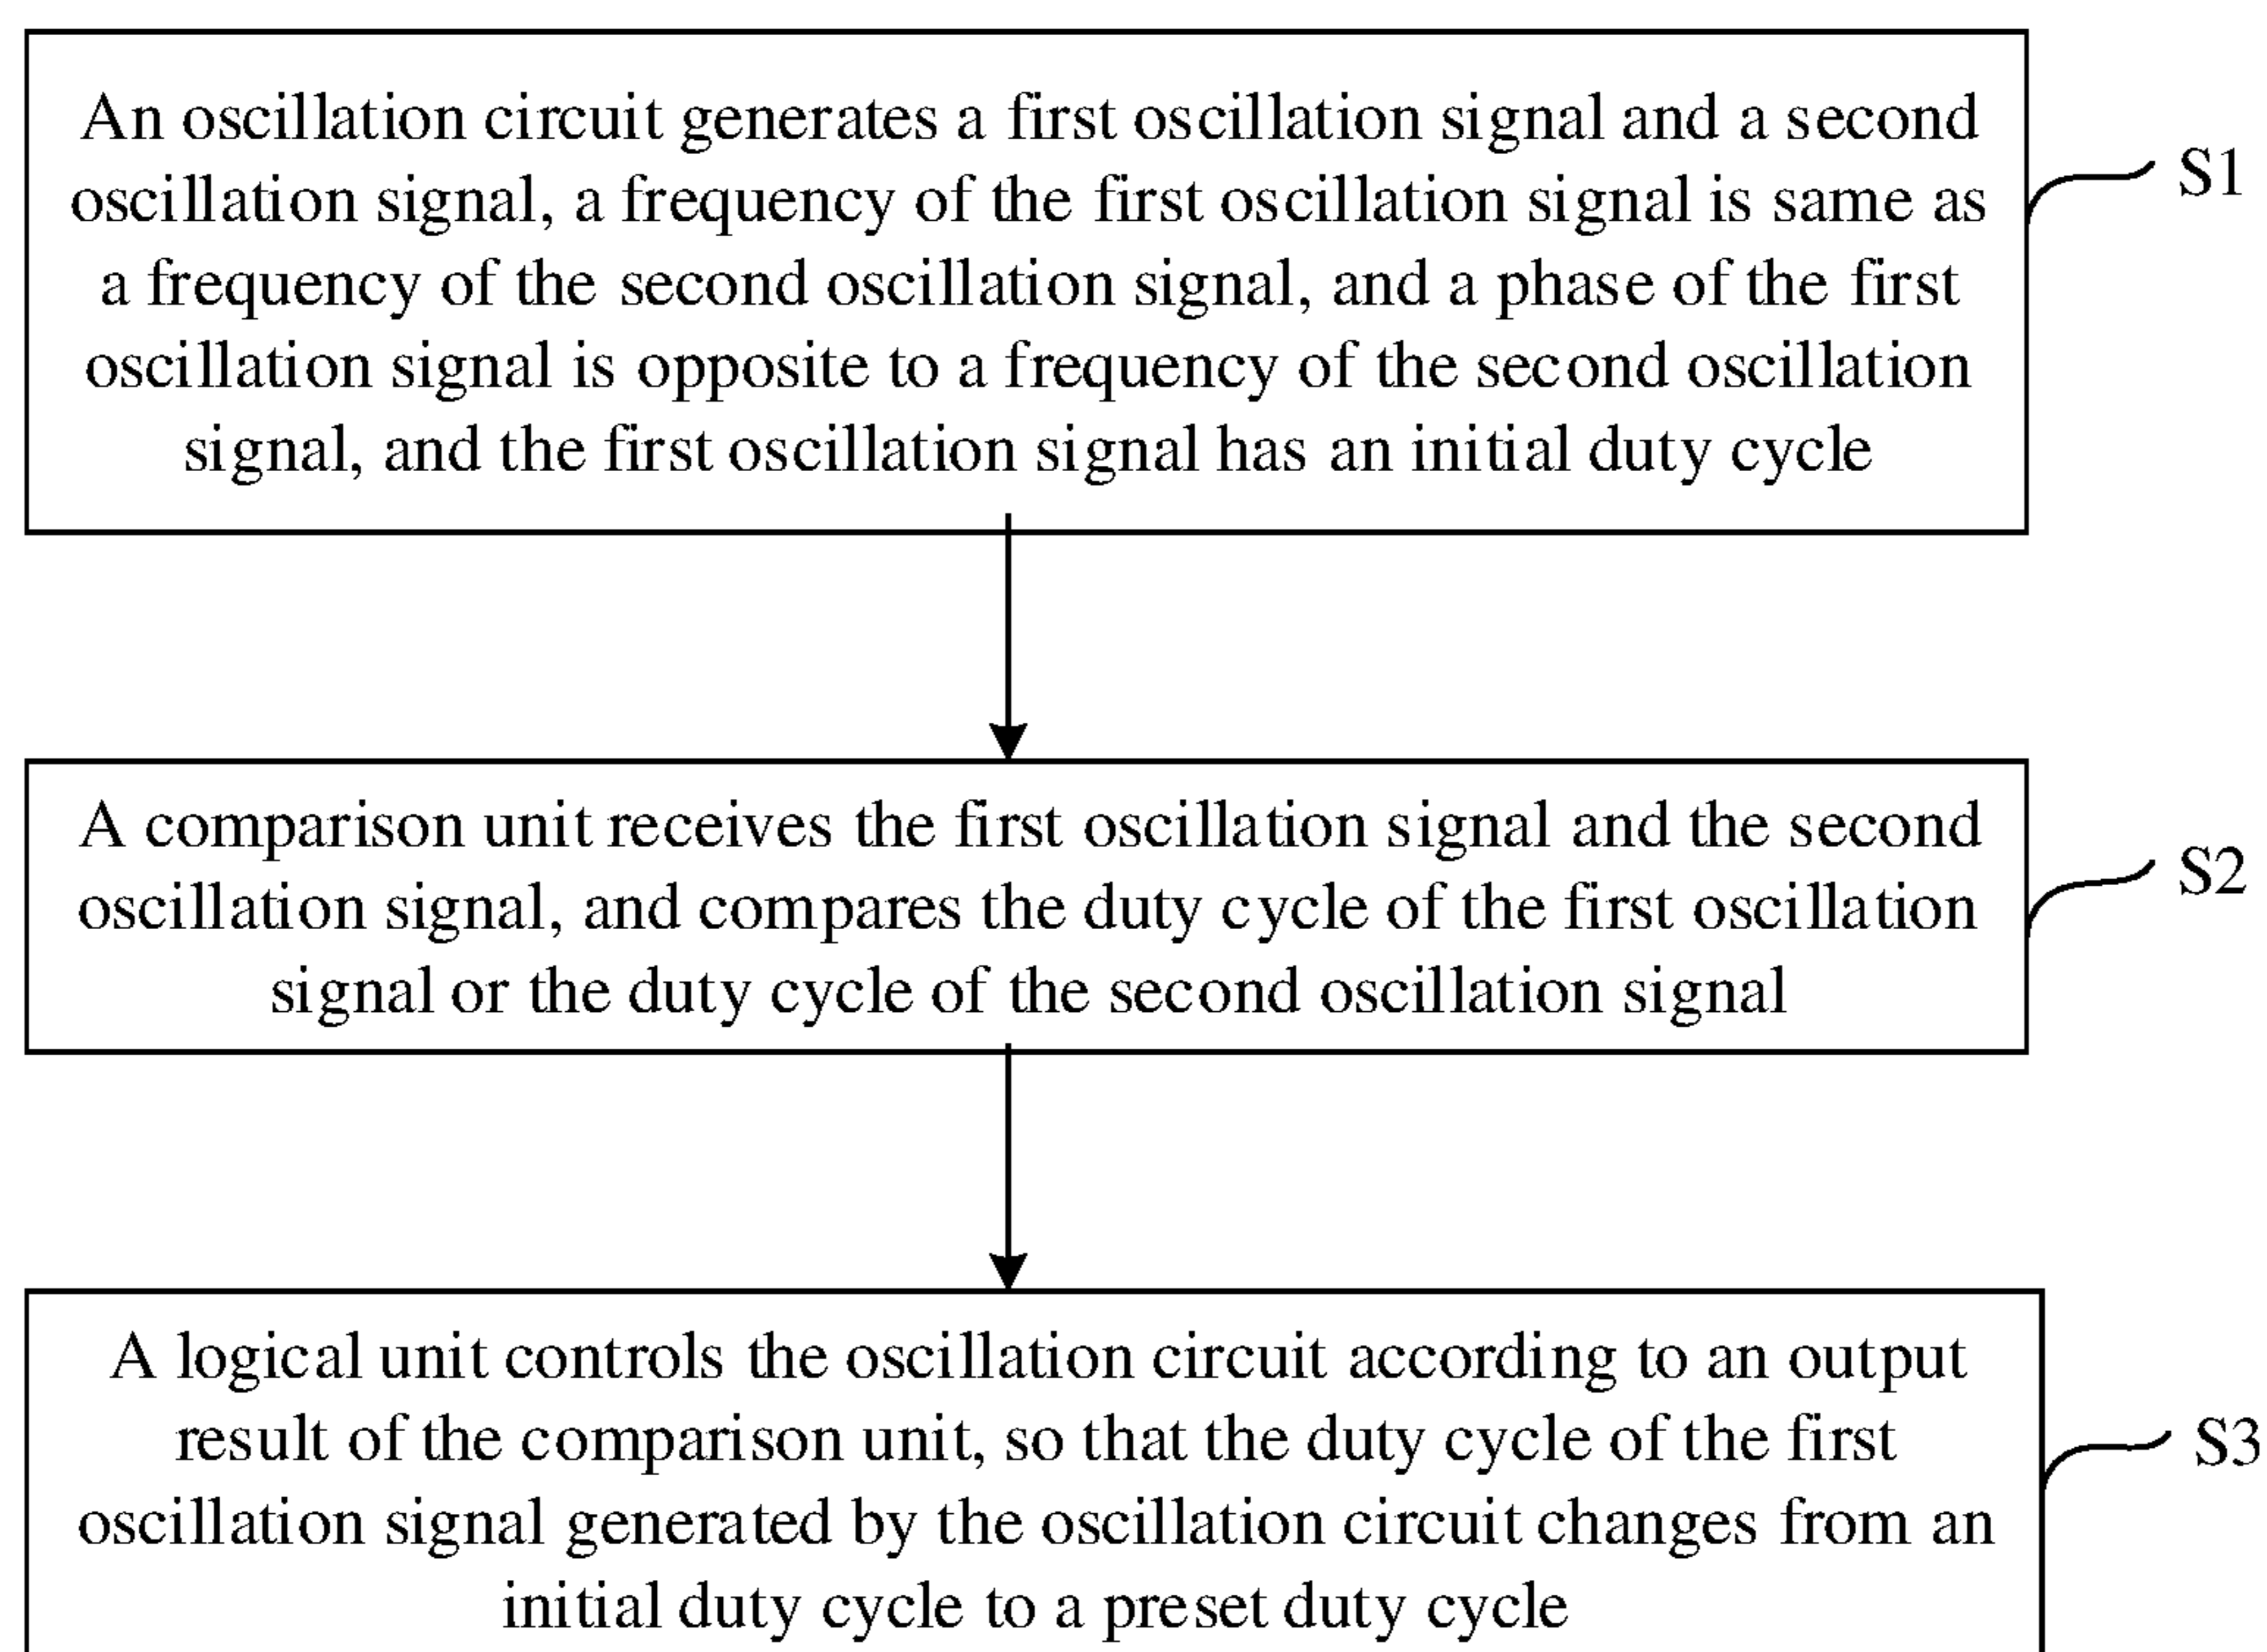 An oscillation circuit generates a first oscillation signal and a second
oscillation signal, a frequency of the first oscillation signal is same as
a frequency of the second oscillation signal, and a phase of the first
oscillation signal is opposite to a frequency of the second oscillation
signal, and the first oscillation signal has an initial duty cycle
S1
A comparison unit receives the first oscillation signal and the second
oscillation signal, and compares the duty cycle of the first oscillation
signal or the duty cycle of the second oscillation signal
S2
A logical unit controls the oscillation circuit according to an output
result of the comparison unit, so that the duty cycle of the first
oscillation signal generated by the oscillation circuit changes from an
initial duty cycle to a preset duty cycle
S3